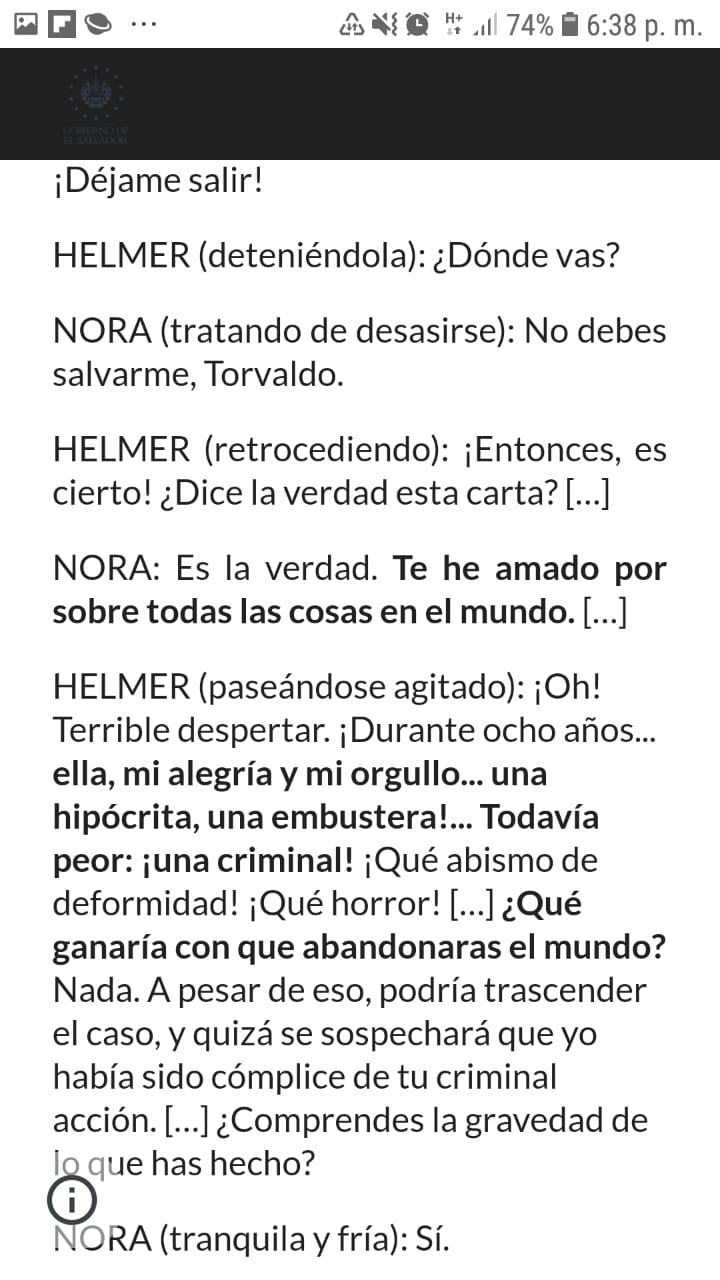 74% 6:38 p. m.
GOBIERNO DE
EL SALVADOR
¡Déjame salir!
HELMER (deteniéndola): ¿Dónde vas?
NORA (tratando de desasirse): No debes
salvarme, Torvaldo.
HELMER (retrocediendo): ¡Entonces, es
cierto! ¿Dice la verdad esta carta? [...]
NORA: Es la verdad. Te he amado por
sobre todas las cosas en el mundo. [...]
HELMER (paseándose agitado): ¡Oh!
Terrible despertar. ¡Durante ocho años...
ella, mi alegría y mi orgullo... una
hipócrita, una embustera!... Todavía
peor: ¡una criminal! ¡Qué abismo de
deformidad! ¡Qué horror! [...] ¿Qué
ganaría con que abandonaras el mundo?
Nada. A pesar de eso, podría trascender
el caso, y quizá se sospechará que yo
había sido cómplice de tu criminal
acción. [...] ¿Comprendes la gravedad de
lo que has hecho?
NORA (tranquila y fría): Sí.